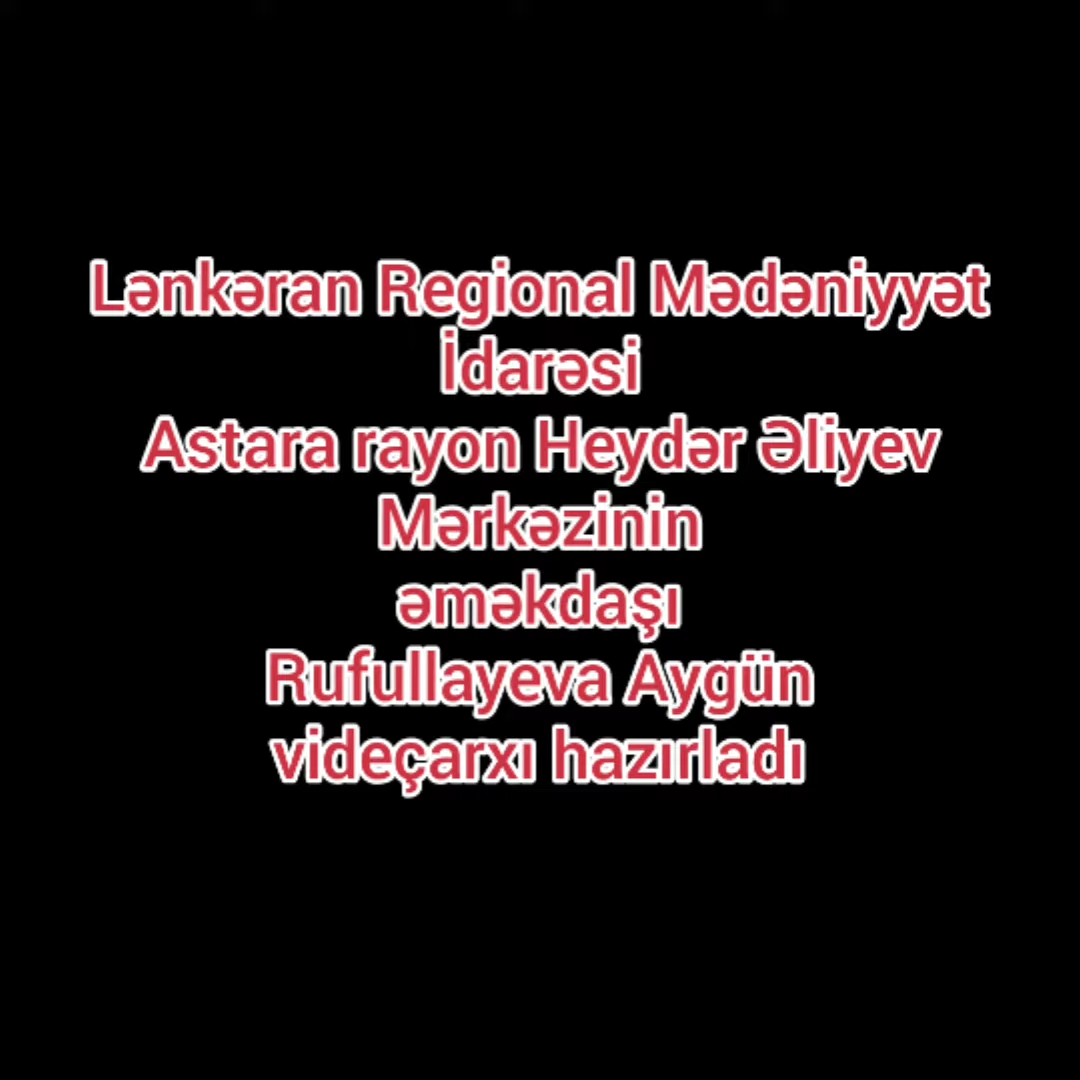 Lənkəran Regional Mədəniyyət
İdarəsi
Astara rayon Heydər Əliyev
Mərkəzinin
əməkdaşı
Rufullayeva Aygün
videçarxı hazırladı